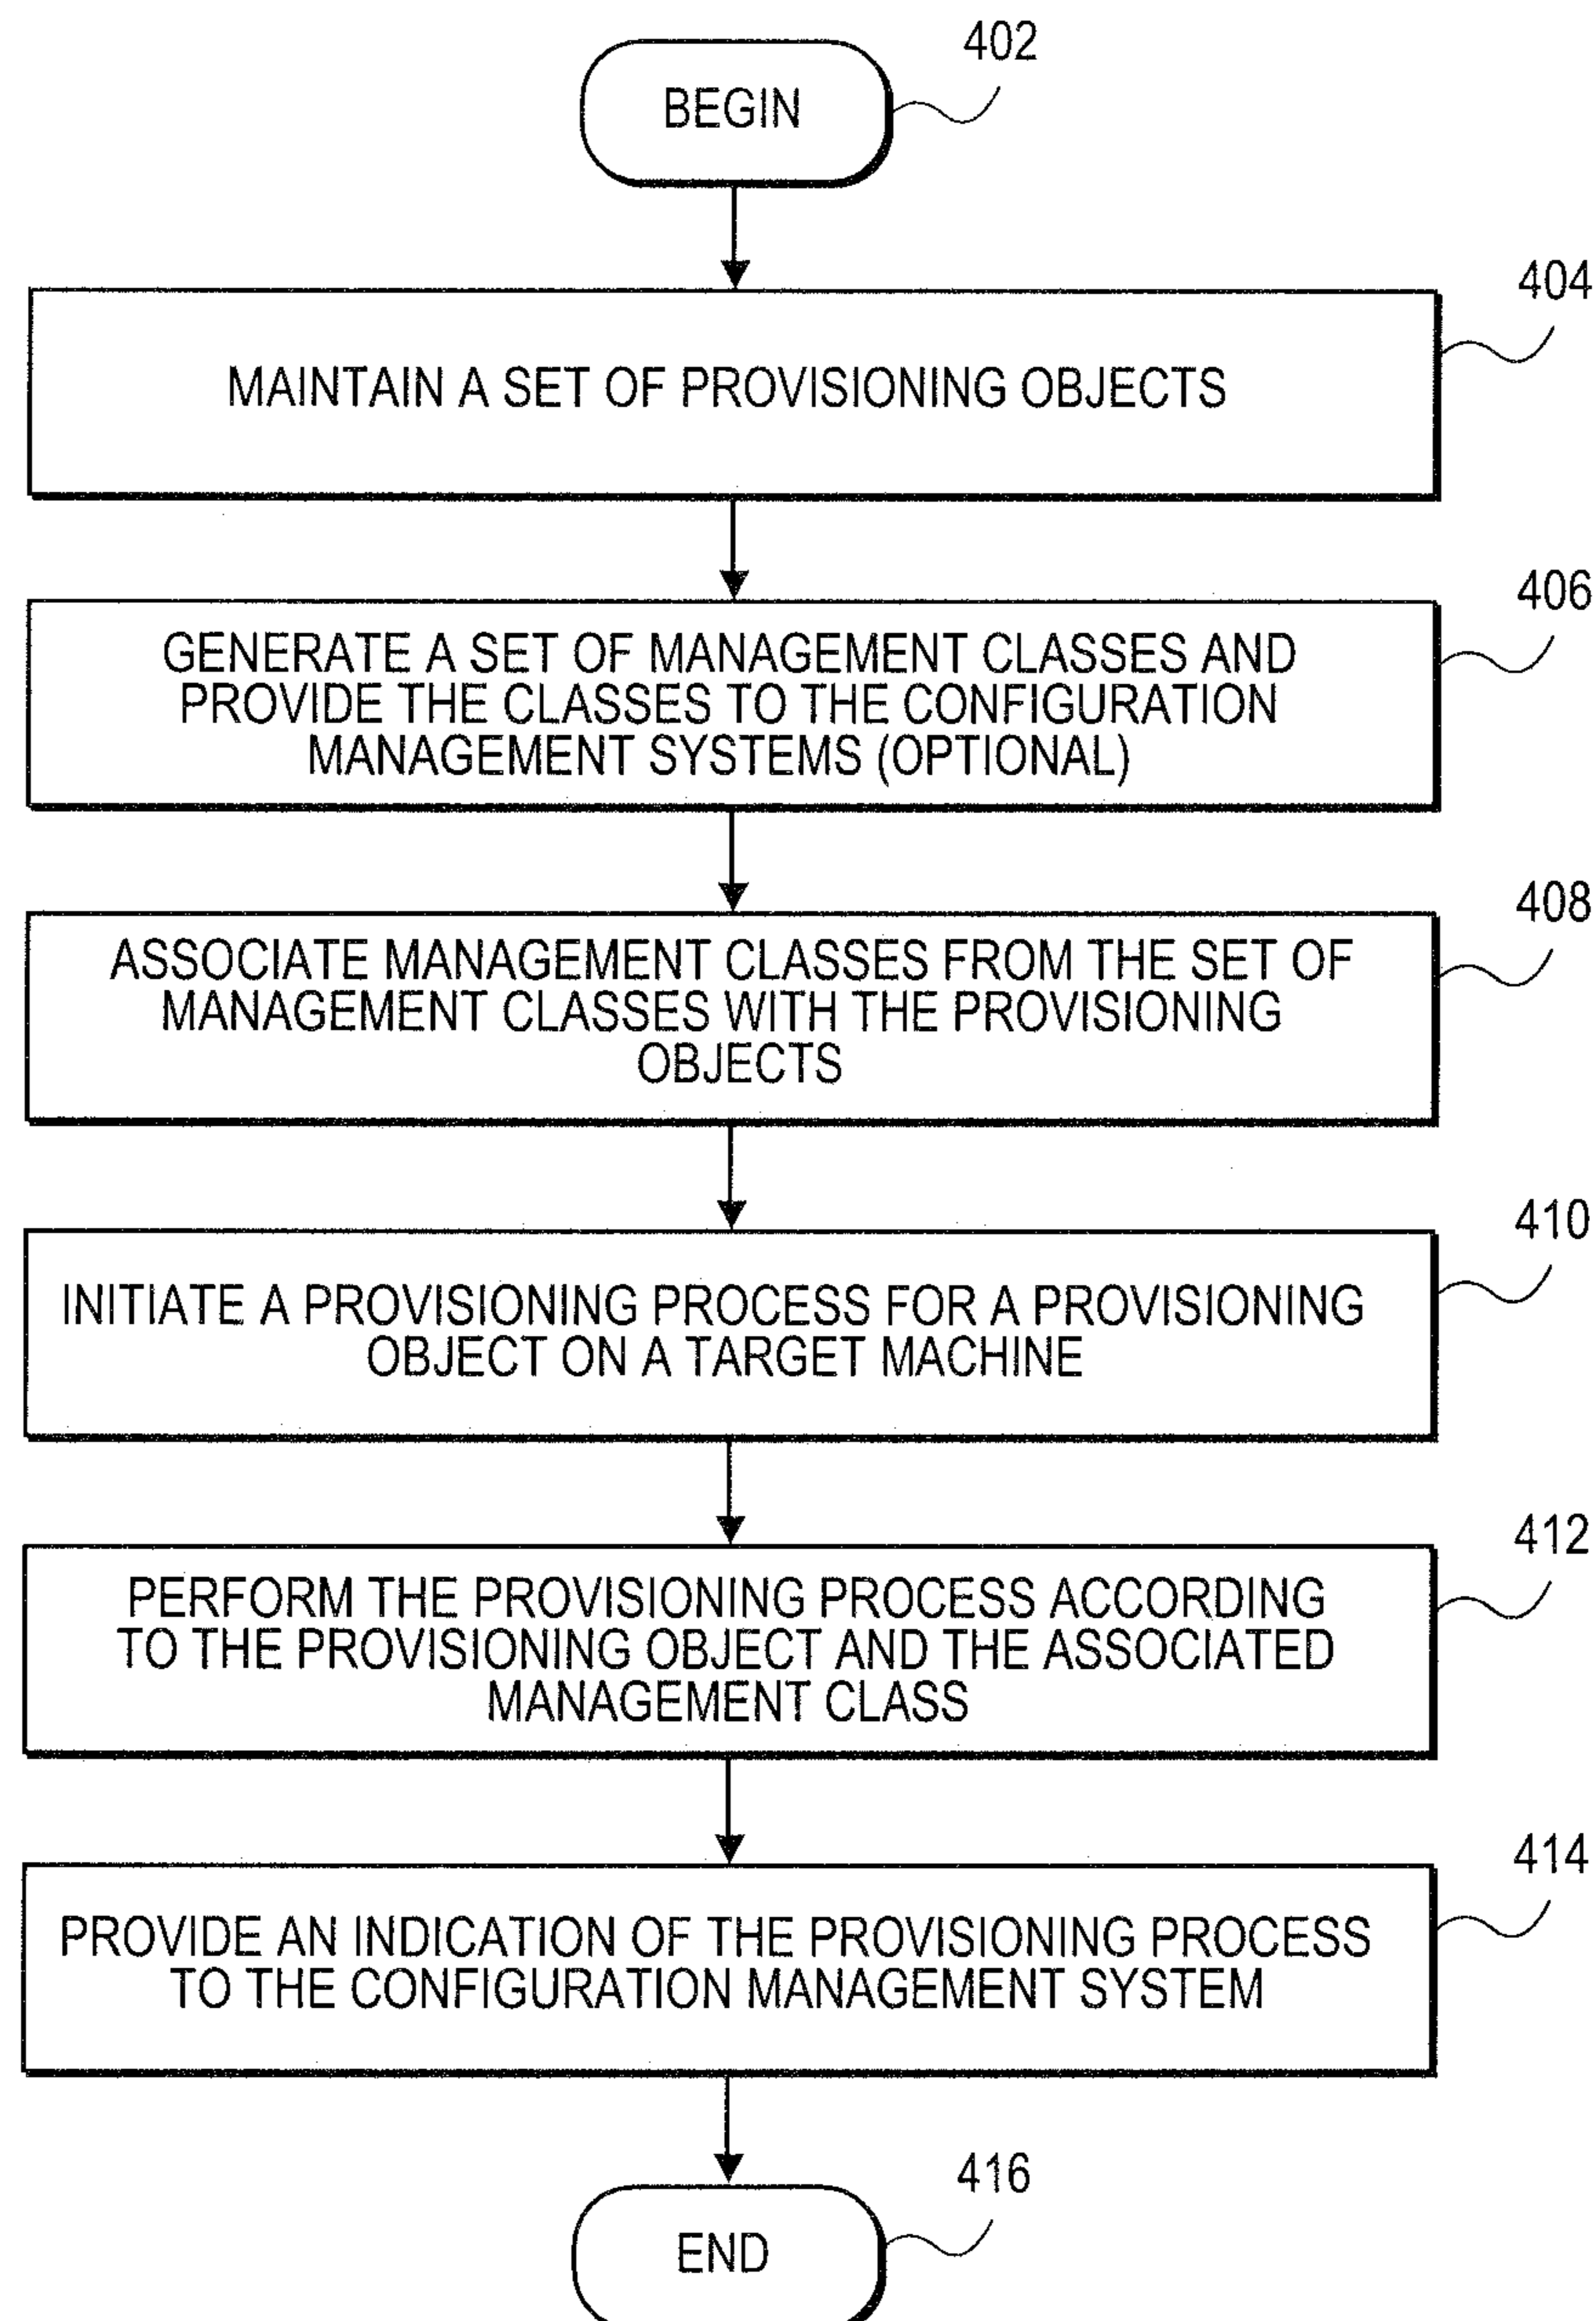 402
BEGIN
404
MAINTAIN A SET OF PROVISIONING OBJECTS
406
GENERATE A SET OF MANAGEMENT CLASSES AND
PROVIDE THE CLASSES TO THE CONFIGURATION
MANAGEMENT SYSTEMS (OPTIONAL)
408
ASSOCIATE MANAGEMENT CLASSES FROM THE SET OF
MANAGEMENT CLASSES WITH THE PROVISIONING
OBJECTS
410
INITIATE A PROVISIONING PROCESS FOR A PROVISIONING
OBJECT ON A TARGET MACHINE
412
PERFORM THE PROVISIONING PROCESS ACCORDING
TO THE PROVISIONING OBJECT AND THE ASSOCIATED
MANAGEMENT CLASS
414
PROVIDE AN INDICATION OF THE PROVISIONING PROCESS
TO THE CONFIGURATION MANAGEMENT SYSTEM
416
END